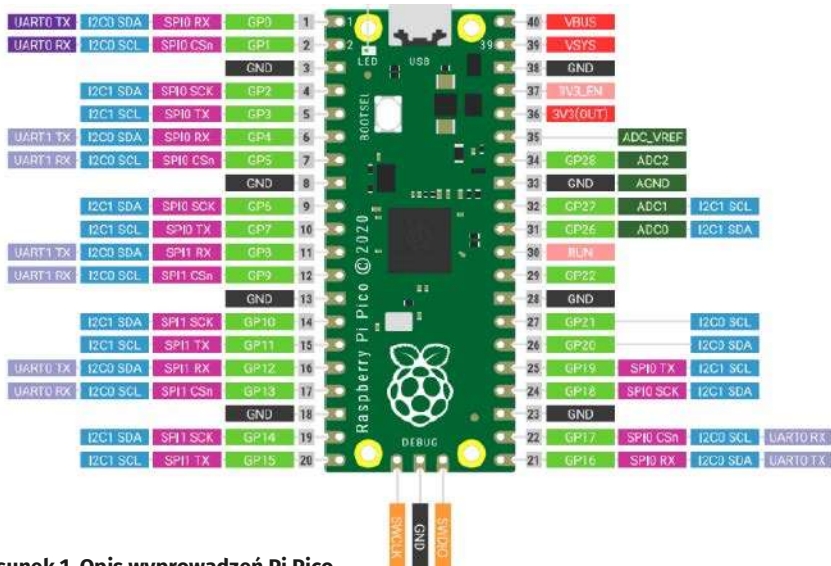 UART0 TX I2C0 SDA SPI0 RX GP0 1 1 40 VBUS
UART0 RX I2C0 SCL SPI0 CSn GP1 2 2 39 39 VSYS
GND 3 LED USB 38 GND
I2C1 SDA SPI0 SCK GP2 4 37 3V3_EN
I2C1 SCL SPI0 TX GP3 5 BOOTSEL 36 3V3(OUT)
UART1 TX I2C0 SDA SPI0 RX GP4 6 35 ADC_VREF
UART1 RX I2C0 SCL SPI0 CSn GP5 7 34 GP28 ADC2
GND 8 33 GND AGND
I2C1 SDA SPI0 SCK GP6 9 32 GP27 ADC1 I2C1 SCL
I2C1 SCL SPI0 TX GP7 10 31 GP26 ADC0 I2C1 SDA
UART1 TX I2C0 SDA SPI1 RX GP8 11 30 RUN
UART1 RX I2C0 SCL SPI1 CSn GP9 12 29 GP22
GND 13 28 GND
I2C1 SDA SPI1 SCK GP10 14 27 GP21 I2C0 SCL
I2C1 SCL SPI1 TX GP11 15 26 GP20 I2C0 SDA
UART0 TX I2C0 SDA SPI1 RX GP12 16 25 GP19 SPI0 TX I2C1 SCL
UART0 RX I2C0 SCL SPI1 CSn GP13 17 24 GP18 SPI0 SCK I2C1 SDA
GND 18 23 GND
I2C1 SDA SPI1 SCK GP14 19 22 GP17 SPI0 CSn I2C0 SCL UART0 RX
I2C1 SCL SPI1 TX GP15 20 21 GP16 SPI0 RX I2C0 SDA UART0 TX
Raspberry Pi Pico © 2020
DEBUG
SWCLK
GND
SWDIO
sunek 1. Opis wyprowadzeń Pi Pico